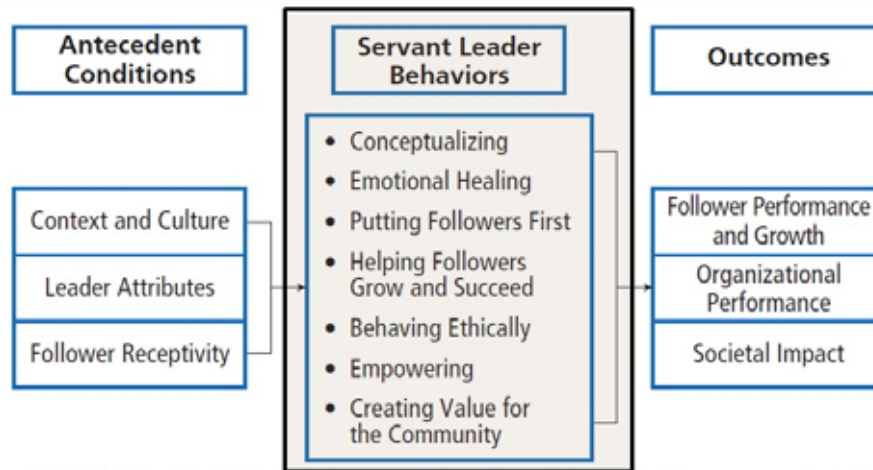 Antecedent
Conditions
Context and Culture
Leader Attributes
Follower Receptivity
Servant Leader
Behaviors
• Conceptualizing
• Emotional Healing
• Putting Followers First
• Helping Followers
Grow and Succeed
• Behaving Ethically
• Empowering
• Creating Value for
the Community
Outcomes
Follower Performance
and Growth
Organizational
Performance
Societal Impact